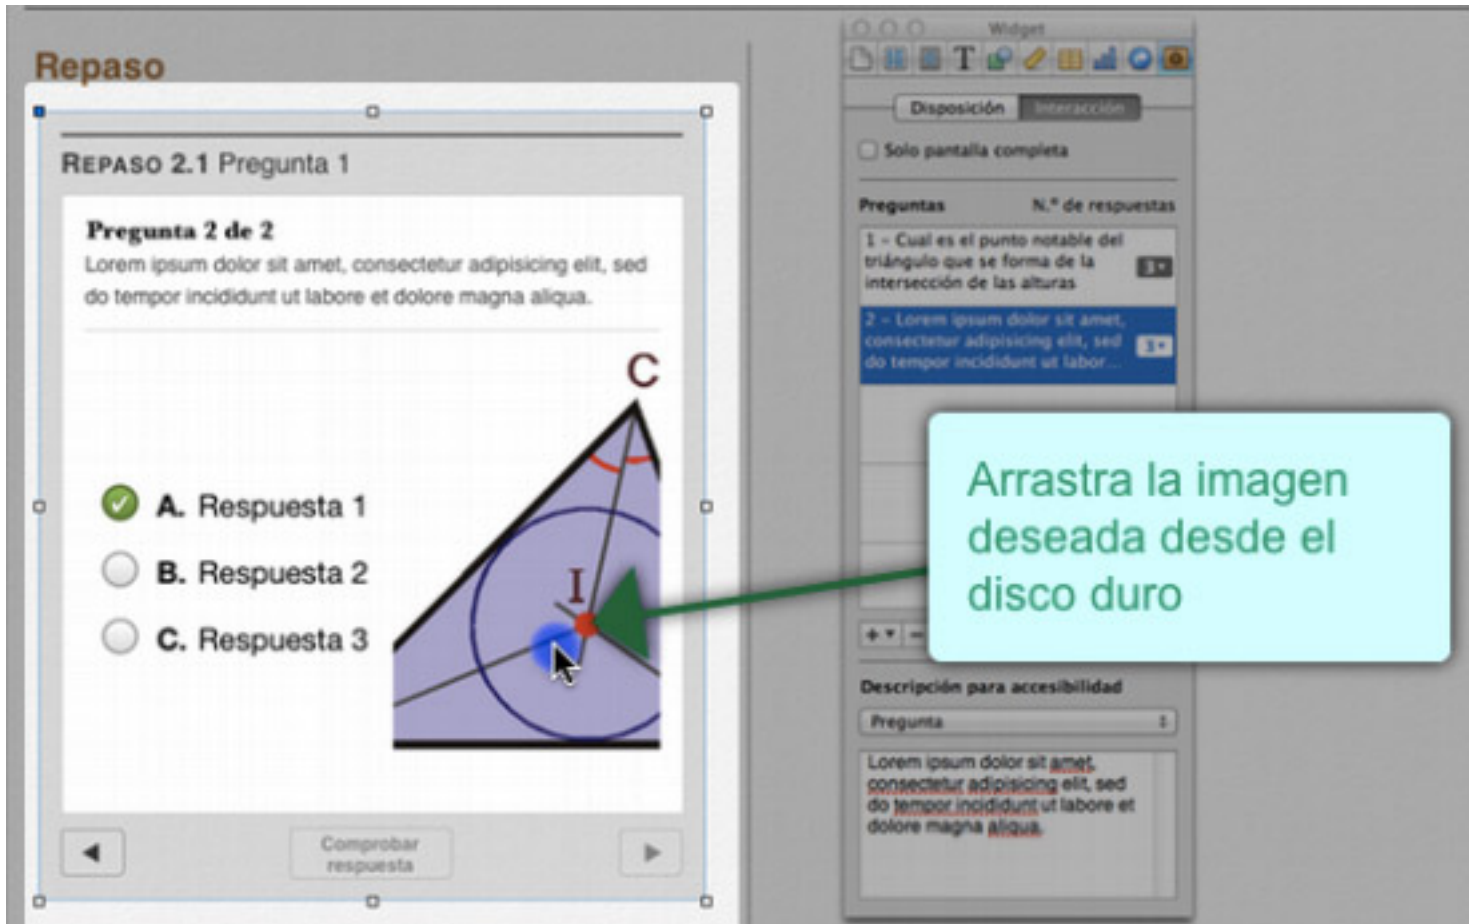 Repaso
REPASO 2.1 Pregunta 1
Pregunta 2 de 2
Lorem ipsum dolor sit amet, consectetur adipisicing elit, sed
do tempor incididunt ut labore et dolore magna aliqua.
C
I
A. Respuesta 1
B. Respuesta 2
C. Respuesta 3
Comprobar
respuesta
Widget
T
Disposición Interacción
Solo pantalla completa
Preguntas N.º de respuestas
1 - Cual es el punto notable del
triángulo que se forma de la
intersección de las alturas
3
2 - Lorem ipsum dolor sit amet,
consectetur adipisicing elit, sed
do tempor incididunt ut labor...
3
Arrastra la imagen
deseada desde el
disco duro
Descripción para accesibilidad
Pregunta
Lorem ipsum dolor sit amet,
consectetur adipisicing elit, sed
do tempor incididunt ut labore et
dolore magna aliqua.